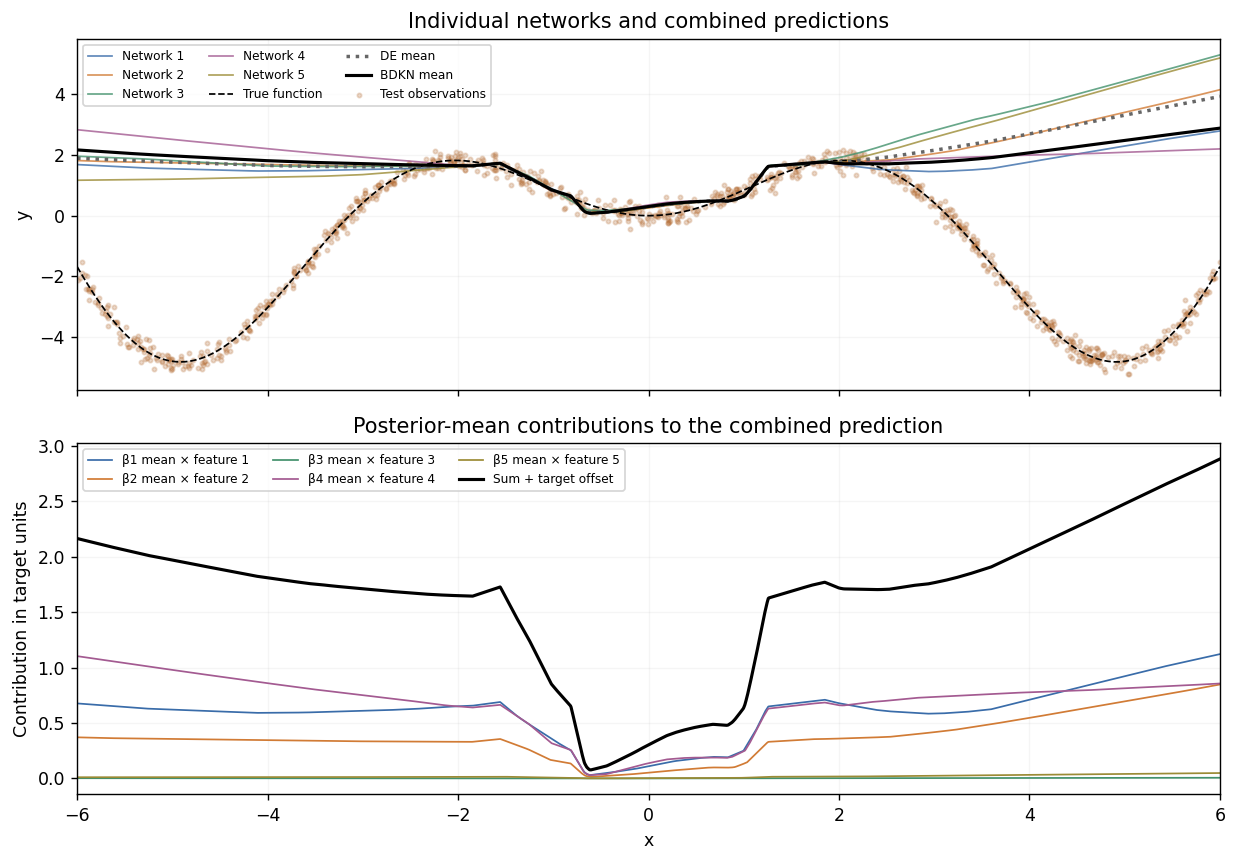 Individual networks and combined predictions
Network 1 Network 4 DE mean
Network 2 Network 5 BDKN mean
Network 3 True function Test observations
4
2
0
−2
−4
y
Posterior-mean contributions to the combined prediction
β1 mean × feature 1 β3 mean × feature 3 β5 mean × feature 5
β2 mean × feature 2 β4 mean × feature 4 Sum + target offset
3.0
2.5
2.0
1.5
1.0
0.5
0.0
Contribution in target units
−6 −4 −2 0 2 4 6
x